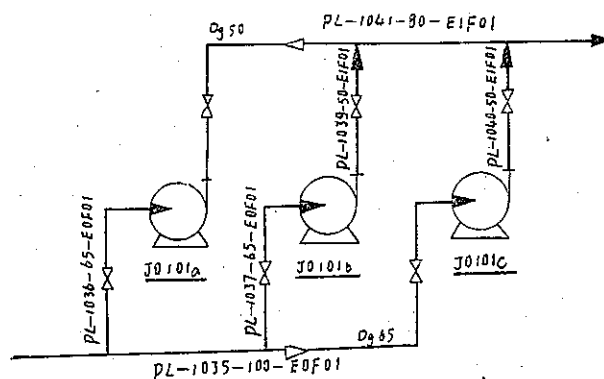 Dg 50
PL-1041-80-E1F01
PL-1039-50-E1F01
PL-1040-50-E1F01
PL-1036-65-E0F01
J0101a
PL-1037-65-E0F01
J0101b
J0101c
Dg 65
PL-1035-100-E0F01